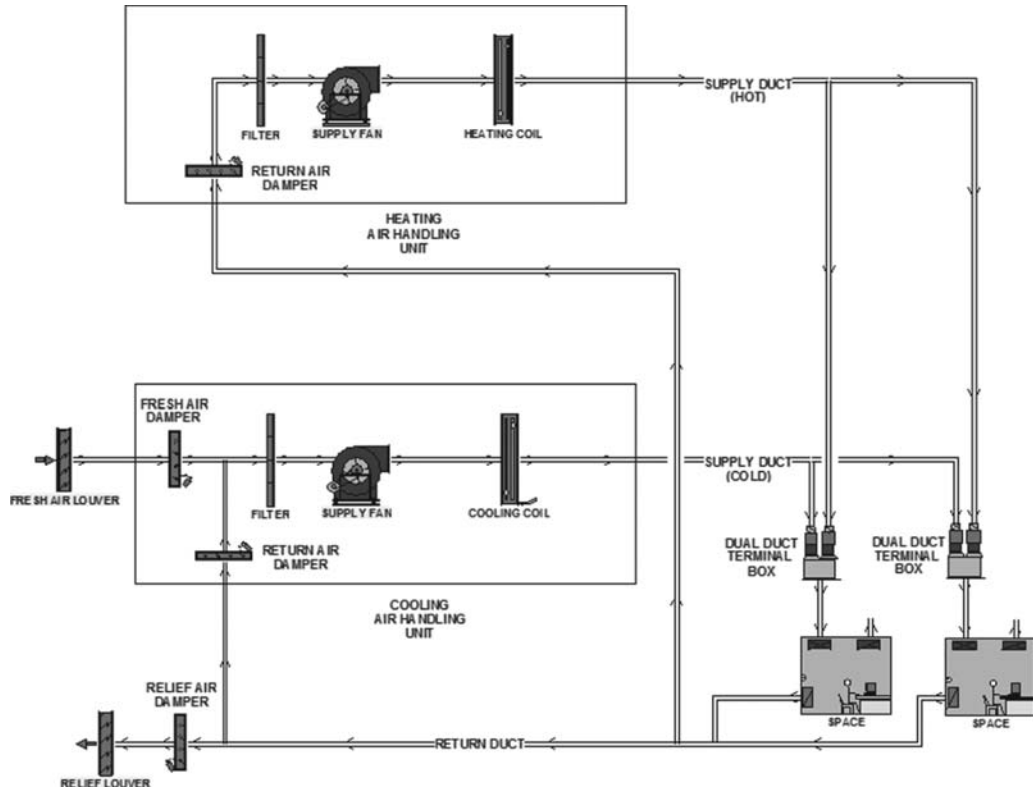 SUPPLY DUCT
(HOT)
FILTER
SUPPLY FAN
HEATING COIL
RETURN AIR
DAMPER
HEATING
AIR HANDLING
UNIT
FRESH AIR
DAMPER
SUPPLY DUCT
(COLD)
FRESH AIR LOUVER
FILTER
SUPPLY FAN
COOLING COIL
RETURN AIR
DAMPER
DUAL DUCT
TERMINAL
BOX
DUAL DUCT
TERMINAL
BOX
COOLING
AIR HANDLING
UNIT
RELIEF AIR
DAMPER
SPACE
SPACE
RETURN DUCT
RELIEF LOUVER